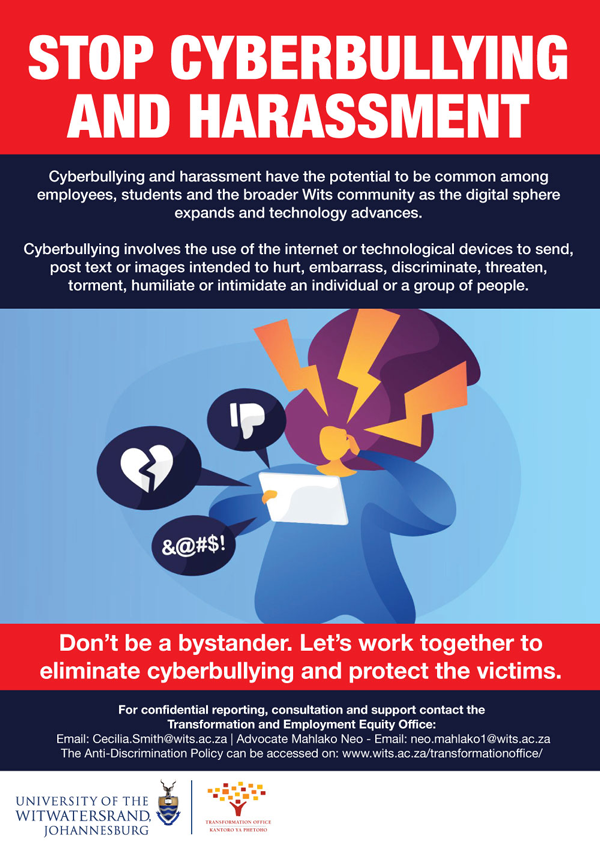 STOP CYBERBULLYING
AND HARASSMENT
Cyberbullying and harassment have the potential to be common among
employees, students and the broader Wits community as the digital sphere
expands and technology advances.
Cyberbullying involves the use of the internet or technological devices to send,
post text or images intended to hurt, embarrass, discriminate, threaten,
torment, humiliate or intimidate an individual or a group of people.
&@#$!
Don't be a bystander. Let's work together to
eliminate cyberbullying and protect the victims.
For confidential reporting, consultation and support contact the
Transformation and Employment Equity Office:
Email: Cecilia.Smith@wits.ac.za | Advocate Mahlako Neo - Email: neo.mahlako1@wits.ac.za
The Anti-Discrimination Policy can be accessed on: www.wits.ac.za/transformationoffice/
UNIVERSITY OF THE
WITWATERSRAND,
JOHANNESBURG
TRANSFORMATION OFFICE
KANTORO YA PHETOHO